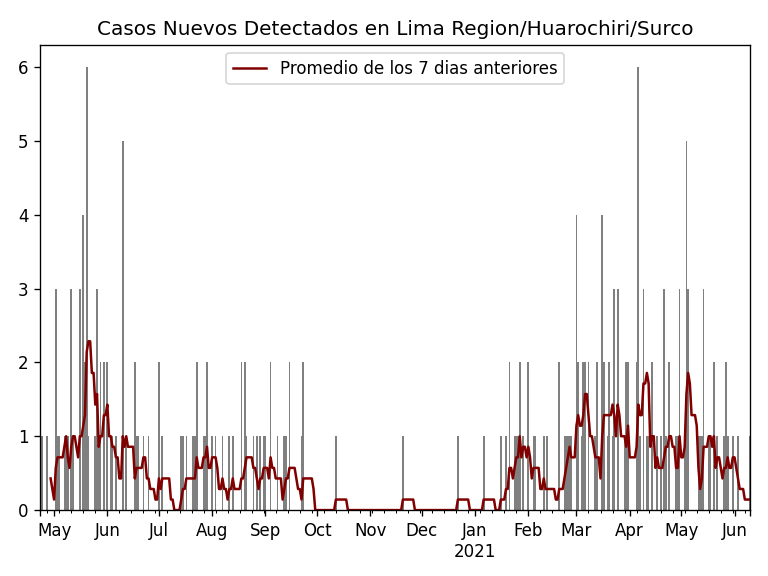 Casos Nuevos Detectados en Lima Region/Huarochiri/Surco
Promedio de los 7 dias anteriores
6
5
4
3
2
1
0
May Jun Jul Aug Sep Oct Nov Dec Jan Feb Mar Apr May Jun
2021